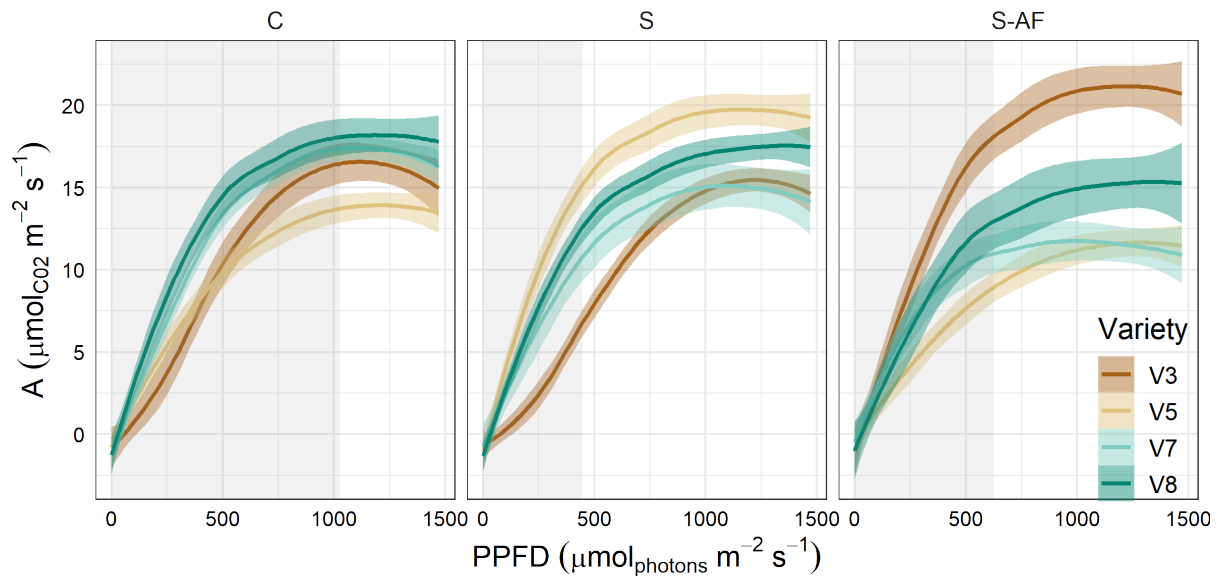 C S S-AF
20
15
10
5
0
A (μmolC02 m−2 s−1)
Variety
V3
V5
V7
V8
0 500 1000 1500 0 500 1000 1500 0 500 1000 1500
PPFD (μmolphotons m−2 s−1)